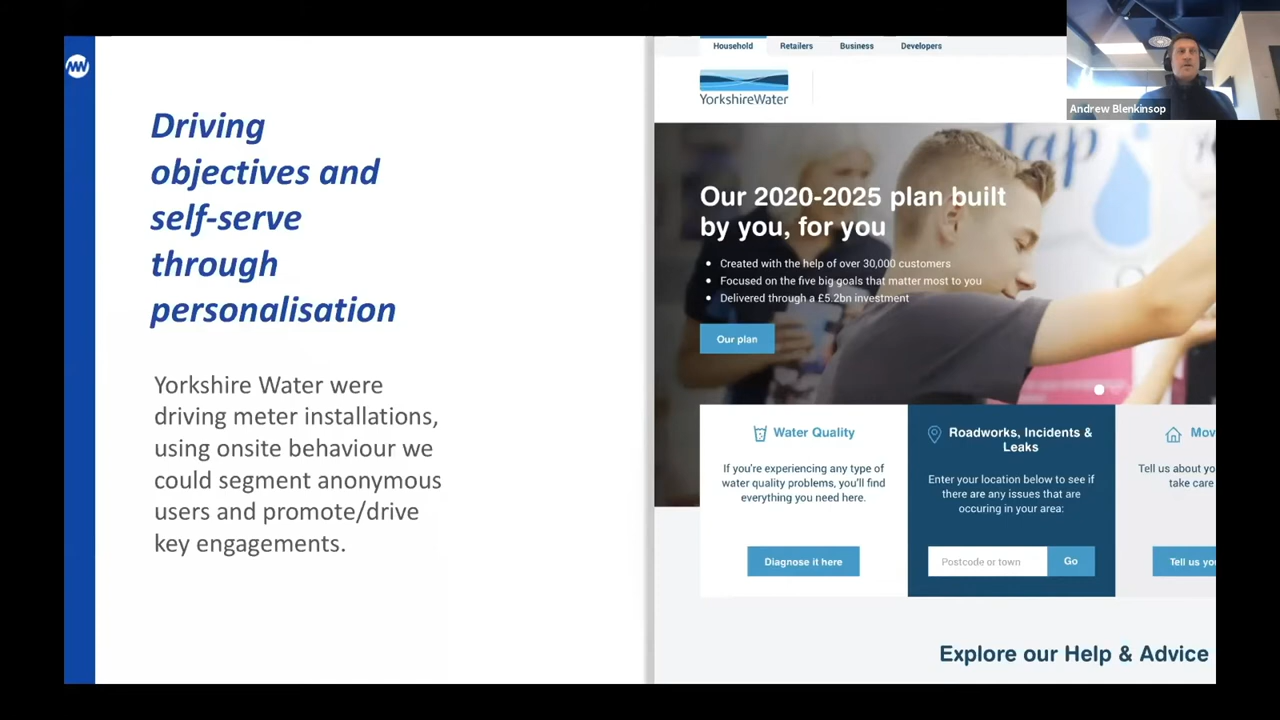 Driving
objectives and
self-serve
through
personalisation
Yorkshire Water were
driving meter installations,
using onsite behaviour we
could segment anonymous
users and promote/drive
key engagements.
Household Retailers Business Developers
YorkshireWater
Our 2020-2025 plan built
by you, for you
Created with the help of over 30,000 customers
Focused on the five big goals that matter most to you
Delivered through a £5.2bn investment
Our plan
Water Quality
If you're experiencing any type of
water quality problems, you'll find
everything you need here.
Diagnose it here
Roadworks, Incidents &
Leaks
Enter your location below to see if
there are any issues that are
occuring in your area:
Postcode or town Go
Mov
Tell us about yo
take care
Tell us yo
Explore our Help & Advice
Andrew Blenkinsop